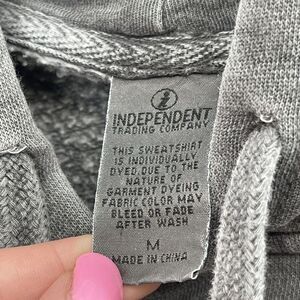 INDEPENDENT
TRADING COMPANY
THIS SWEATSHIRT
IS INDIVIDUALLY
DYED.DUE TO THE
NATURE OF
GARMENT DYEING
FABRIC COLOR MAY
BLEED OR FADE
AFTER WASH
M
MADE IN CHINA